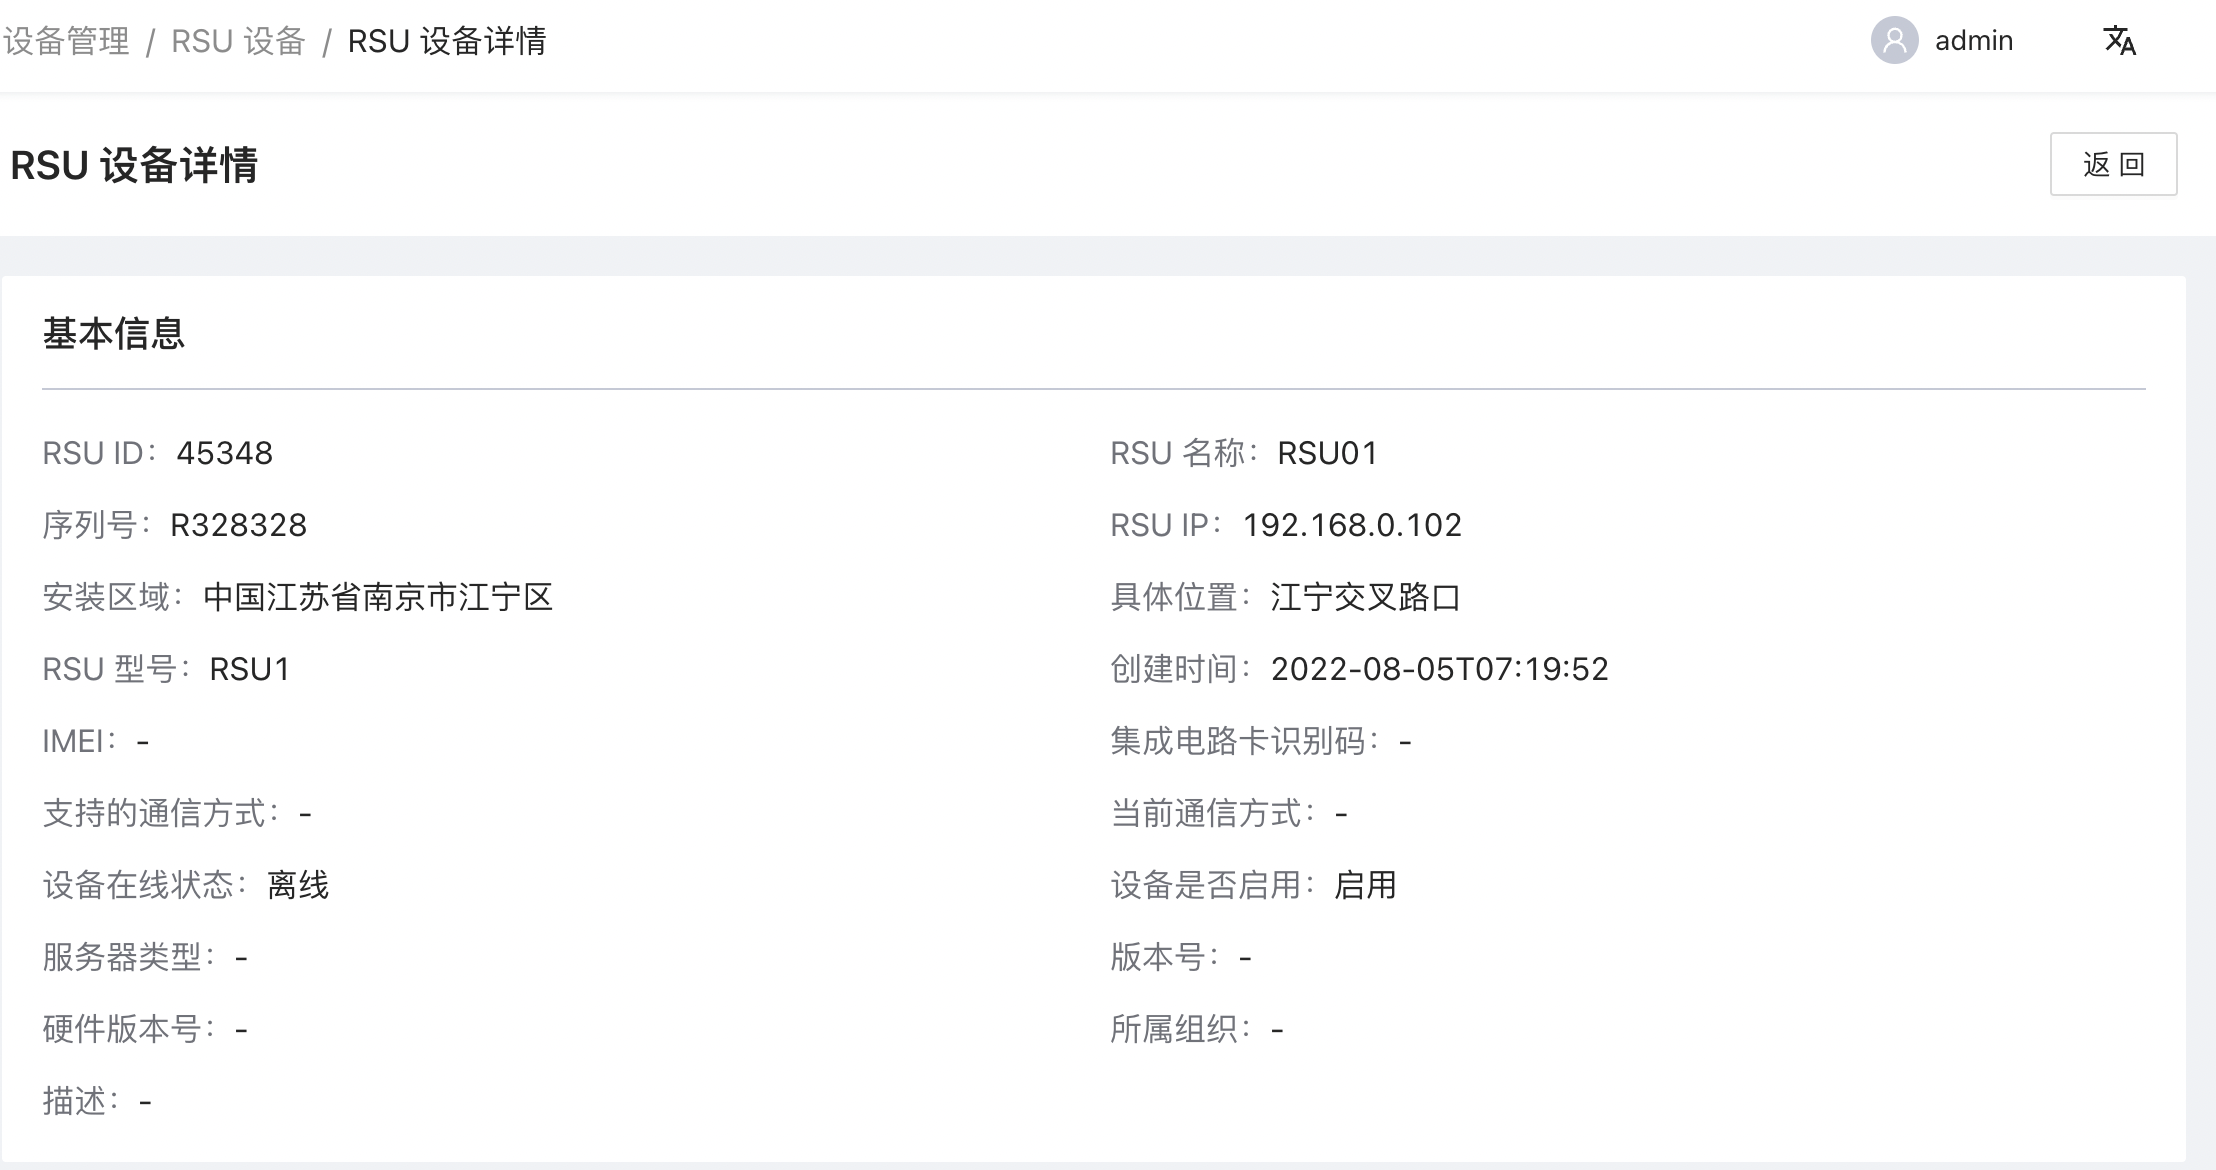 设备管理 / RSU 设备 / RSU 设备详情 admin
RSU 设备详情 返 回
基本信息
RSU ID： 45348 RSU 名称： RSU01
序列号： R328328 RSU IP： 192.168.0.102
安装区域： 中国江苏省南京市江宁区 具体位置： 江宁交叉路口
RSU 型号： RSU1 创建时间： 2022-08-05T07:19:52
IMEI： - 集成电路卡识别码： -
支持的通信方式： - 当前通信方式： -
设备在线状态： 离线 设备是否启用： 启用
服务器类型： - 版本号： -
硬件版本号： - 所属组织： -
描述： -